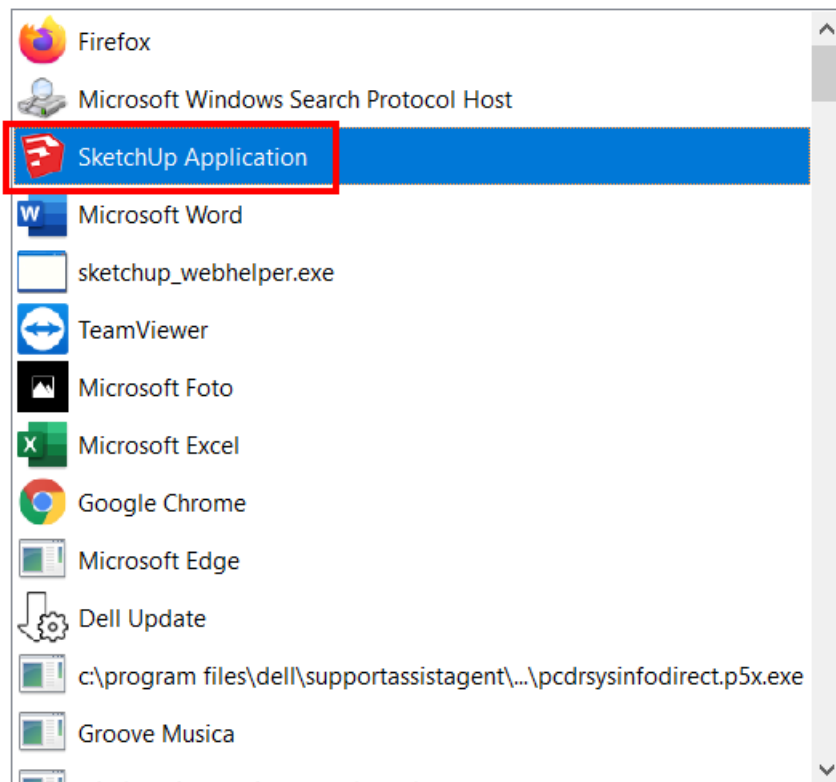 Firefox
Microsoft Windows Search Protocol Host
SketchUp Application
W Microsoft Word
sketchup_webhelper.exe
TeamViewer
Microsoft Foto
X Microsoft Excel
Google Chrome
Microsoft Edge
Dell Update
c:\program files\dell\supportassistagent\...\pcdrsysinfodirect.p5x.exe
Groove Musica